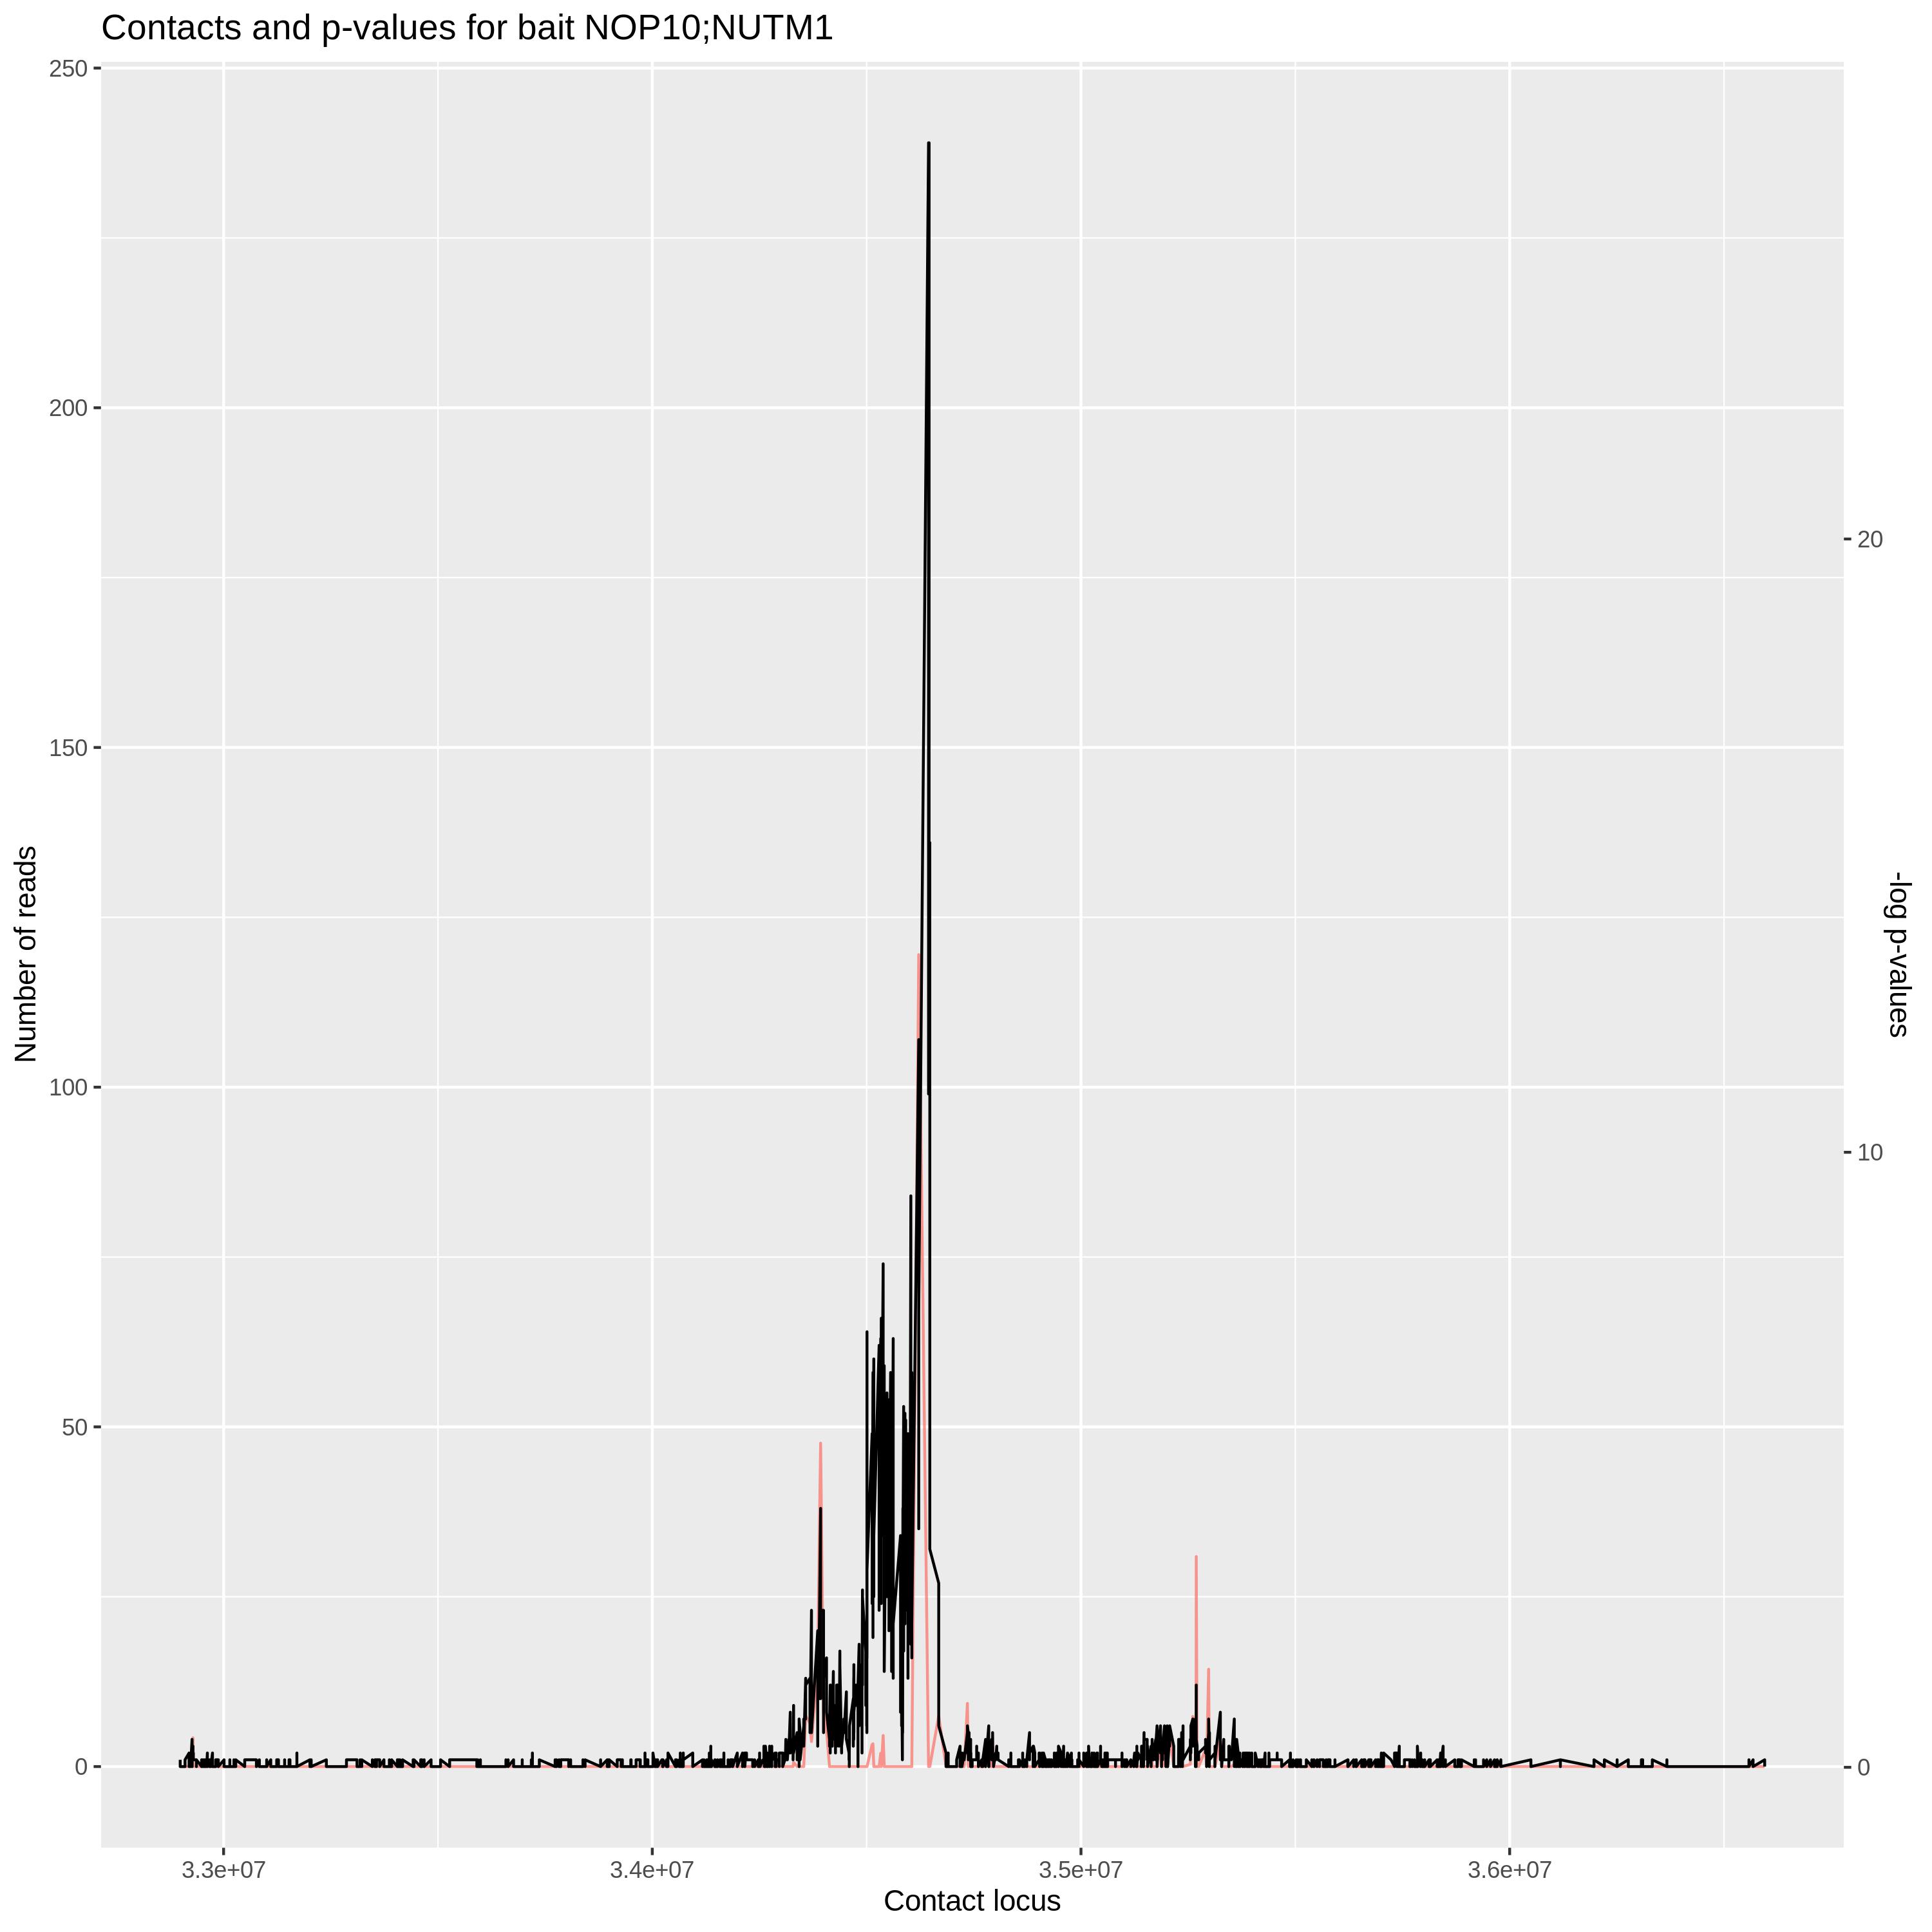 Contacts and p-values for bait NOP10;NUTM1
250
200
150
100
50
0
Number of reads
20
10
0
-log p-values
3.3e+07
3.4e+07
3.5e+07
3.6e+07
Contact locus